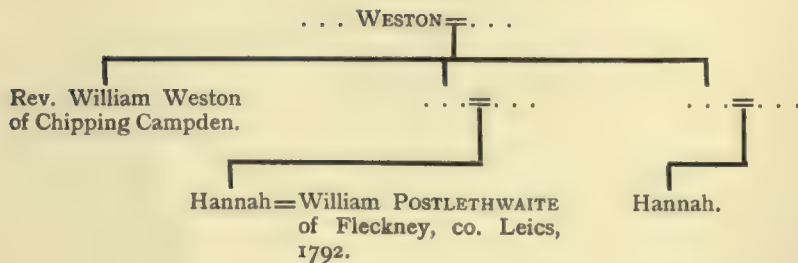 . . . WESTON=. . .
Rev. William Weston
of Chipping Campden.
. . .=. . .
. . .=. . .
Hannah=William POSTLETHWAITE
of Fleckney, co. Leics,
1792.
Hannah.